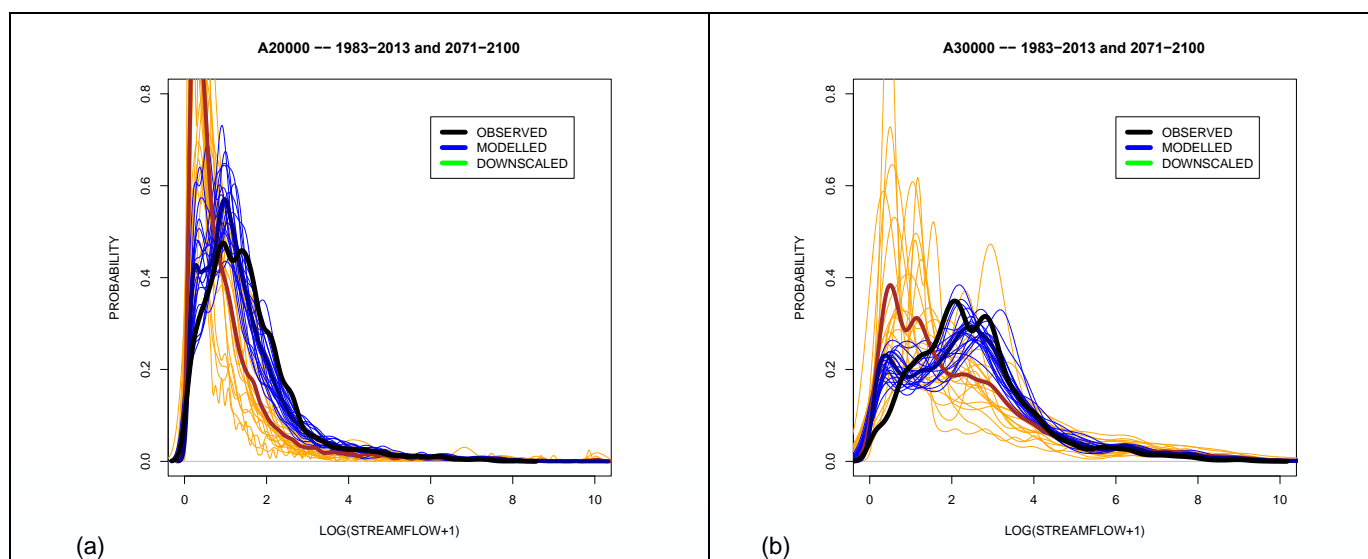 A20000 −− 1983−2013 and 2071−2100
0.8
0.6
0.4
0.2
0.0
PROBABILITY
OBSERVED
MODELLED
DOWNSCALED
0 2 4 6 8 10
LOG(STREAMFLOW+1)
(a)
A30000 −− 1983−2013 and 2071−2100
0.8
0.6
0.4
0.2
0.0
PROBABILITY
OBSERVED
MODELLED
DOWNSCALED
0 2 4 6 8 10
LOG(STREAMFLOW+1)
(b)